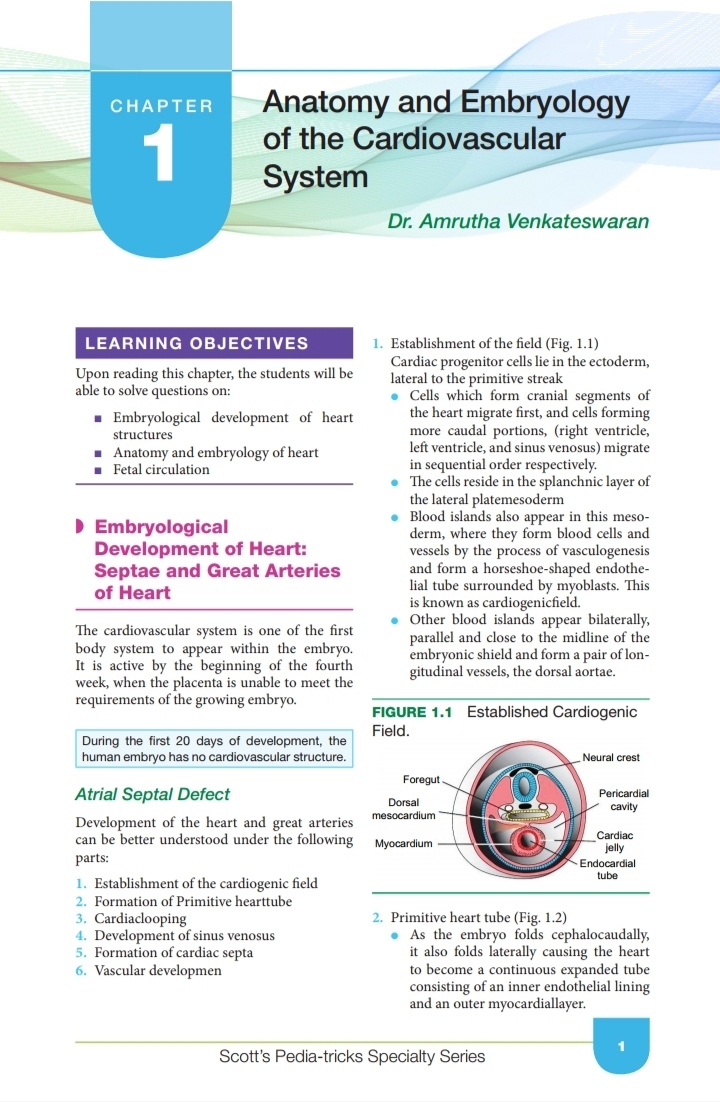 CHAPTER
1
Anatomy and Embryology
of the Cardiovascular
System
Dr. Amrutha Venkateswaran
LEARNING OBJECTIVES
Upon reading this chapter, the students will be
able to solve questions on:
■ Embryological development of heart
structures
■ Anatomy and embryology of heart
■ Fetal circulation
Embryological
Development of Heart:
Septae and Great Arteries
of Heart
The cardiovascular system is one of the first
body system to appear within the embryo.
It is active by the beginning of the fourth
week, when the placenta is unable to meet the
requirements of the growing embryo.
During the first 20 days of development, the
human embryo has no cardiovascular structure.
Atrial Septal Defect
Development of the heart and great arteries
can be better understood under the following
parts:
1. Establishment of the cardiogenic field
2. Formation of Primitive hearttube
3. Cardiaclooping
4. Development of sinus venosus
5. Formation of cardiac septa
6. Vascular developmen
1. Establishment of the field (Fig. 1.1)
Cardiac progenitor cells lie in the ectoderm,
lateral to the primitive streak
● Cells which form cranial segments of
the heart migrate first, and cells forming
more caudal portions, (right ventricle,
left ventricle, and sinus venosus) migrate
in sequential order respectively.
● The cells reside in the splanchnic layer of
the lateral platemesoderm
● Blood islands also appear in this meso-
derm, where they form blood cells and
vessels by the process of vasculogenesis
and form a horseshoe-shaped endothe-
lial tube surrounded by myoblasts. This
is known as cardiogenicfield.
● Other blood islands appear bilaterally,
parallel and close to the midline of the
embryonic shield and form a pair of lon-
gitudinal vessels, the dorsal aortae.
FIGURE 1.1 Established Cardiogenic
Field.
Neural crest
Foregut
Pericardial
cavity
Dorsal
mesocardium
Cardiac
jelly
Myocardium
Endocardial
tube
2. Primitive heart tube (Fig. 1.2)
● As the embryo folds cephalocaudally,
it also folds laterally causing the heart
to become a continuous expanded tube
consisting of an inner endothelial lining
and an outer myocardiallayer.
Scott's Pedia-tricks Specialty Series
1